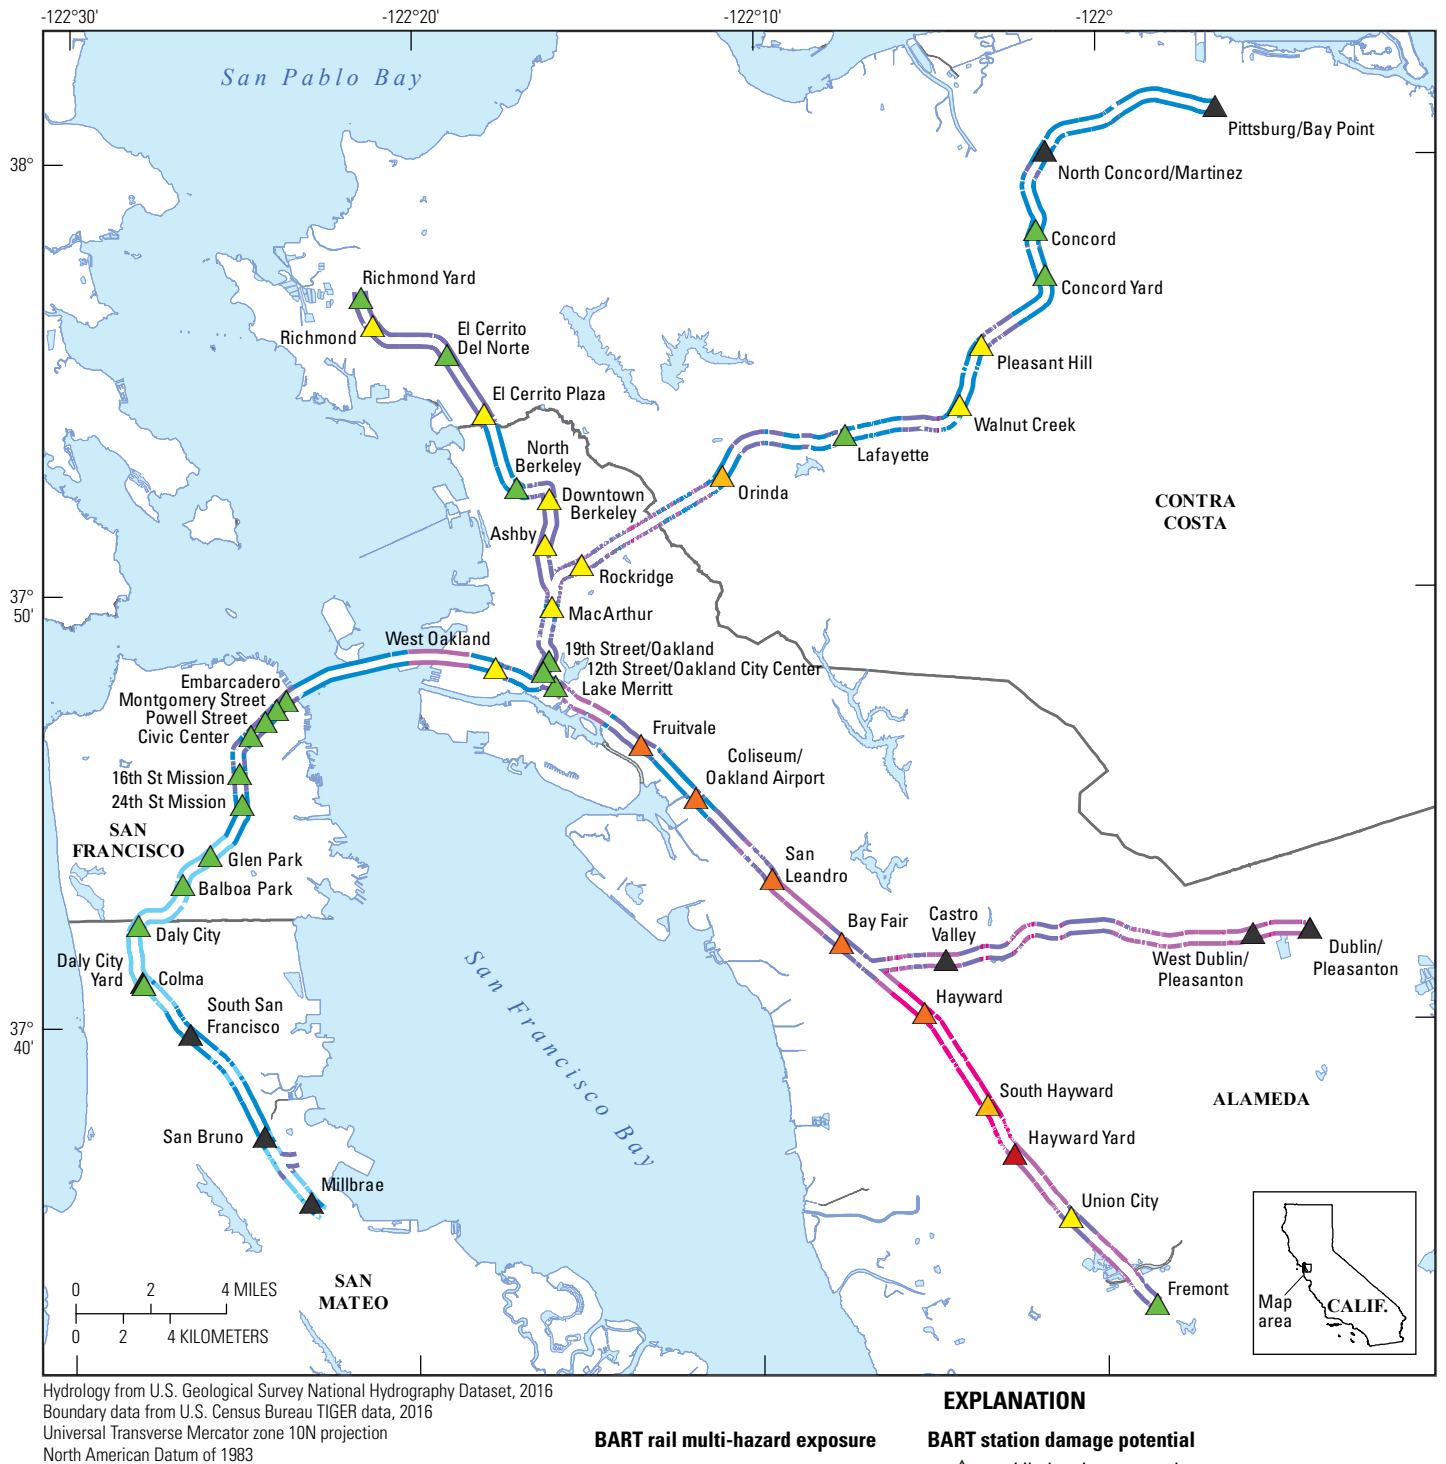 -122°30'
-122°20'
-122°10'
-122°
San Pablo Bay
Pittsburg/Bay Point
38°
North Concord/Martinez
Concord
Richmond Yard
Concord Yard
Richmond
El Cerrito
Del Norte
Pleasant Hill
El Cerrito Plaza
Walnut Creek
North
Berkeley
Lafayette
Orinda
Downtown
Berkeley
CONTRA
COSTA
Ashby
Rockridge
37°
50'
MacArthur
West Oakland
19th Street/Oakland
12th Street/Oakland City Center
Lake Merritt
Embarcadero
Montgomery Street
Powell Street
Civic Center
Fruitvale
Coliseum/
Oakland Airport
16th St Mission
24th St Mission
SAN
FRANCISCO
Glen Park
Balboa Park
San
Leandro
Bay Fair
Castro
Valley
Daly City
West Dublin/
Pleasanton
Dublin/
Pleasanton
Daly City
Yard
Colma
South San
Francisco
San Francisco Bay
Hayward
37°
40'
South Hayward
ALAMEDA
San Bruno
Hayward Yard
Millbrae
Union City
SAN
MATEO
Fremont
0 2 4 MILES
0 2 4 KILOMETERS
Map
area
CALIF.
Hydrology from U.S. Geological Survey National Hydrography Dataset, 2016
Boundary data from U.S. Census Bureau TIGER data, 2016
Universal Transverse Mercator zone 10N projection
North American Datum of 1983
EXPLANATION
BART rail multi-hazard exposure
BART station damage potential